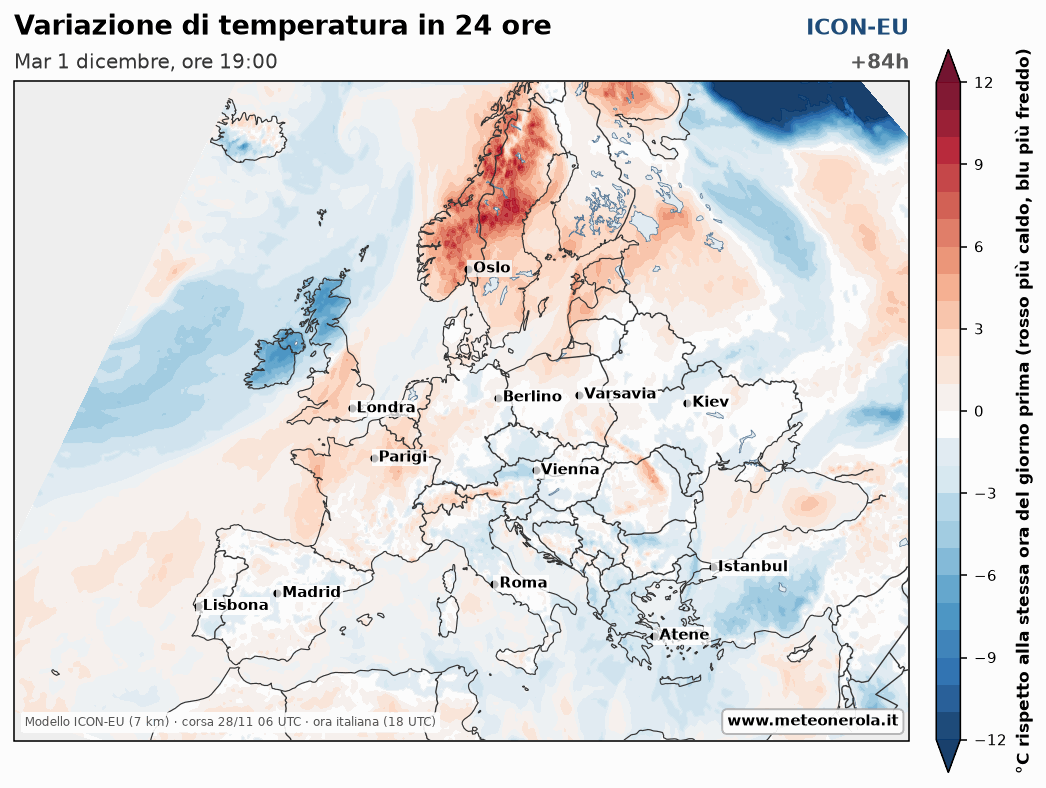 Variazione di temperatura in 24 ore
ICON-EU
Mar 1 dicembre, ore 19:00
+84h
Oslo
Berlino
Varsavia
Kiev
Londra
Parigi
Vienna
Istanbul
Roma
Madrid
Lisbona
Atene
Modello ICON-EU (7 km) · corsa 28/11 06 UTC · ora italiana (18 UTC)
www.meteonerola.it
12
9
6
3
0
−3
−6
−9
−12
°C rispetto alla stessa ora del giorno prima (rosso più caldo, blu più freddo)